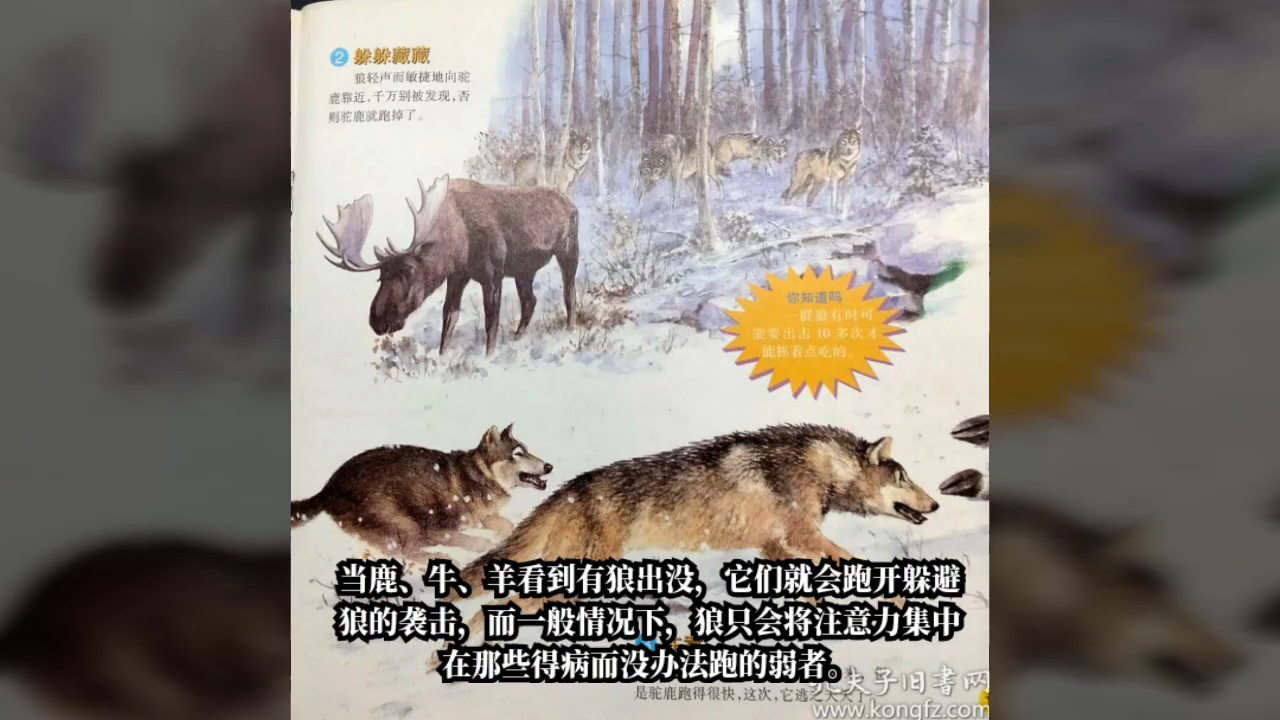 2 躲躲藏藏
狼轻声而敏捷地向驼
鹿靠近,千万别被发现,否
则驼鹿就跑掉了。
你知道吗
一群狼有时可
能要出击 10 多次才
能抓着点吃的。
当鹿、牛、羊看到有狼出没，它们就会跑开躲避
狼的袭击，而一般情况下，狼只会将注意力集中
在那些得病而没办法跑的弱者。
是驼鹿跑得很快,这次,它逃之夭夭
夫子旧书网
www.kongfz.com